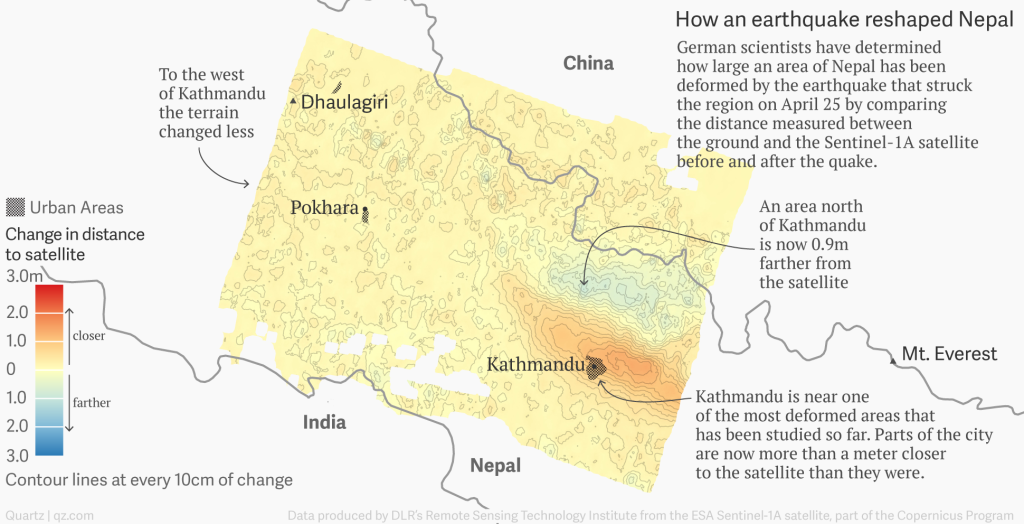 How an earthquake reshaped Nepal
German scientists have determined
how large an area of Nepal has been
deformed by the earthquake that struck
the region on April 25 by comparing
the distance measured between
the ground and the Sentinel-1A satellite
before and after the quake.
China
To the west
of Kathmandu
the terrain
changed less
Dhaulagiri
Pokhara
Urban Areas
Change in distance
to satellite
3.0m
2.0
1.0
0
1.0
2.0
3.0
closer
farther
Contour lines at every 10cm of change
An area north
of Kathmandu
is now 0.9m
farther from
the satellite
Kathmandu
Mt. Everest
Kathmandu is near one
of the most deformed areas that
has been studied so far. Parts of the city
are now more than a meter closer
to the satellite than they were.
India
Nepal
Quartz | qz.com
Data produced by DLR's Remote Sensing Technology Institute from the ESA Sentinel-1A satellite, part of the Copernicus Program